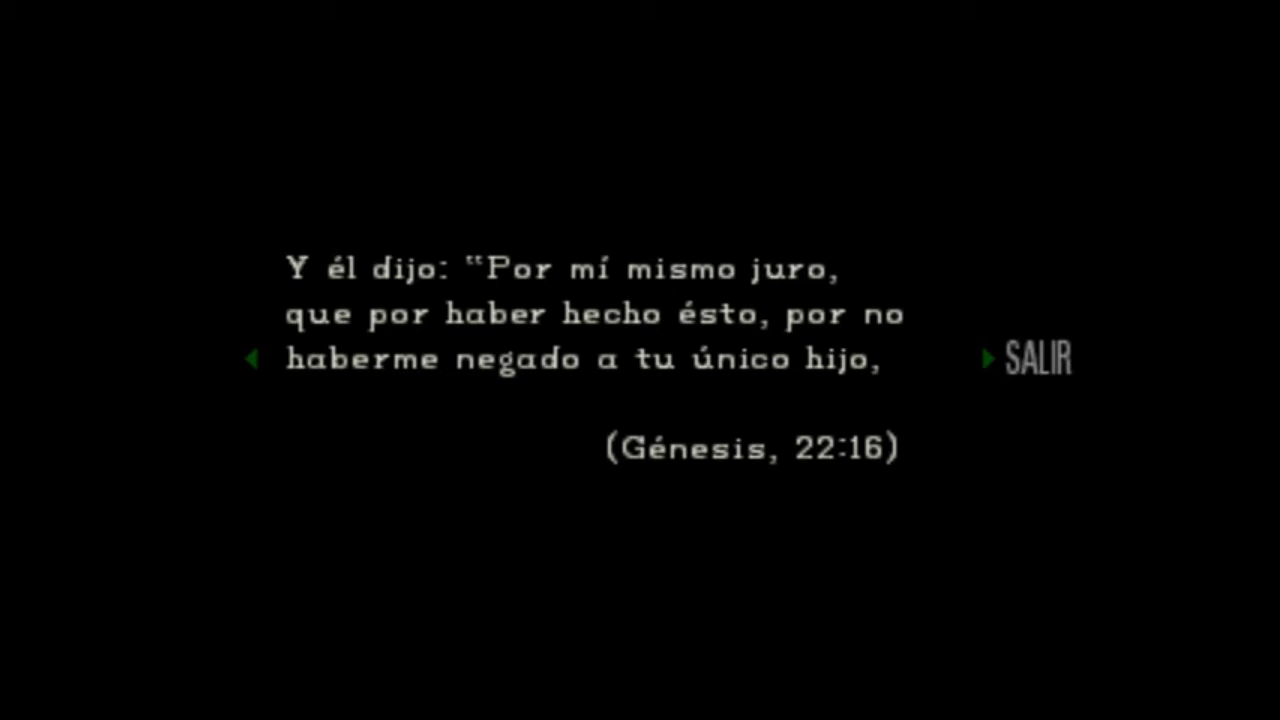 Y él dijo: "Por mí mismo juro,
que por haber hecho ésto, por no
haberme negado a tu único hijo,
SALIR
(Génesis, 22:16)